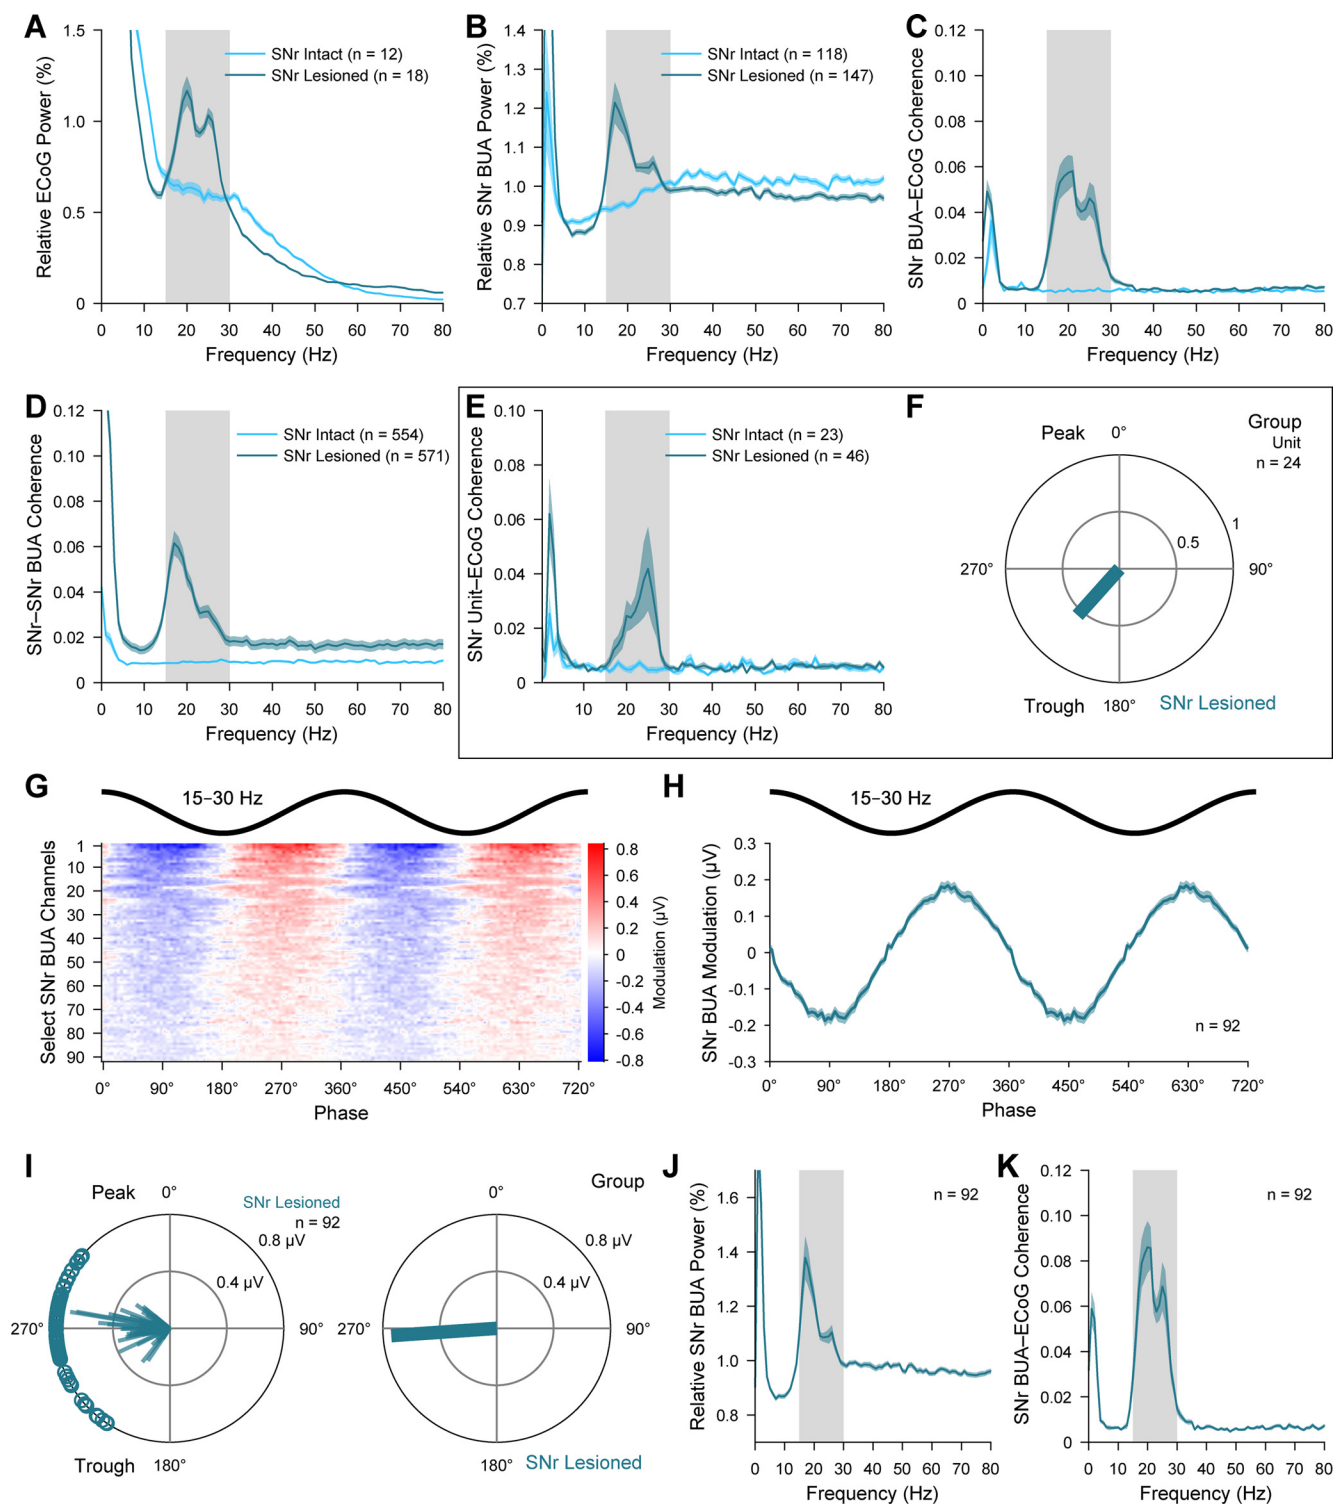 A
Relative ECoG Power (%)
1.5
1.0
0.5
0
SNr Intact (n = 12)
SNr Lesioned (n = 18)
0 10 20 30 40 50 60 70 80
Frequency (Hz)
B
Relative SNr BUA Power (%)
1.4
1.3
1.2
1.1
1.0
0.9
0.8
0.7
SNr Intact (n = 118)
SNr Lesioned (n = 147)
0 10 20 30 40 50 60 70 80
Frequency (Hz)
C
SNr BUA–ECoG Coherence
0.12
0.10
0.08
0.06
0.04
0.02
0
0 10 20 30 40 50 60 70 80
Frequency (Hz)
D
SNr–SNr BUA Coherence
0.12
0.10
0.08
0.06
0.04
0.02
0
SNr Intact (n = 554)
SNr Lesioned (n = 571)
0 10 20 30 40 50 60 70 80
Frequency (Hz)
E
SNr Unit–ECoG Coherence
0.10
0.08
0.06
0.04
0.02
0
SNr Intact (n = 23)
SNr Lesioned (n = 46)
0 10 20 30 40 50 60 70 80
Frequency (Hz)
F
Group
Unit
n = 24
Peak 0°
1
0.5
270°
90°
Trough 180° SNr Lesioned
G
15–30 Hz
Select SNr BUA Channels
1
10
20
30
40
50
60
70
80
90
0° 90° 180° 270° 360° 450° 540° 630° 720°
Phase
0.8
0.6
0.4
0.2
0
-0.2
-0.4
-0.6
-0.8
Modulation (μV)
H
15–30 Hz
SNr BUA Modulation (μV)
0.3
0.2
0.1
0
-0.1
-0.2
-0.3
n = 92
0° 90° 180° 270° 360° 450° 540° 630° 720°
Phase
I
Peak 0°
SNr Lesioned
n = 92
0.8 μV
0.4 μV
270°
90°
Trough 180°
Group
0°
0.8 μV
0.4 μV
270°
90°
180° SNr Lesioned
J
Relative SNr BUA Power (%)
1.6
1.4
1.2
1.0
0.8
n = 92
0 10 20 30 40 50 60 70 80
Frequency (Hz)
K
SNr BUA–ECoG Coherence
0.12
0.10
0.08
0.06
0.04
0.02
0
n = 92
0 10 20 30 40 50 60 70 80
Frequency (Hz)